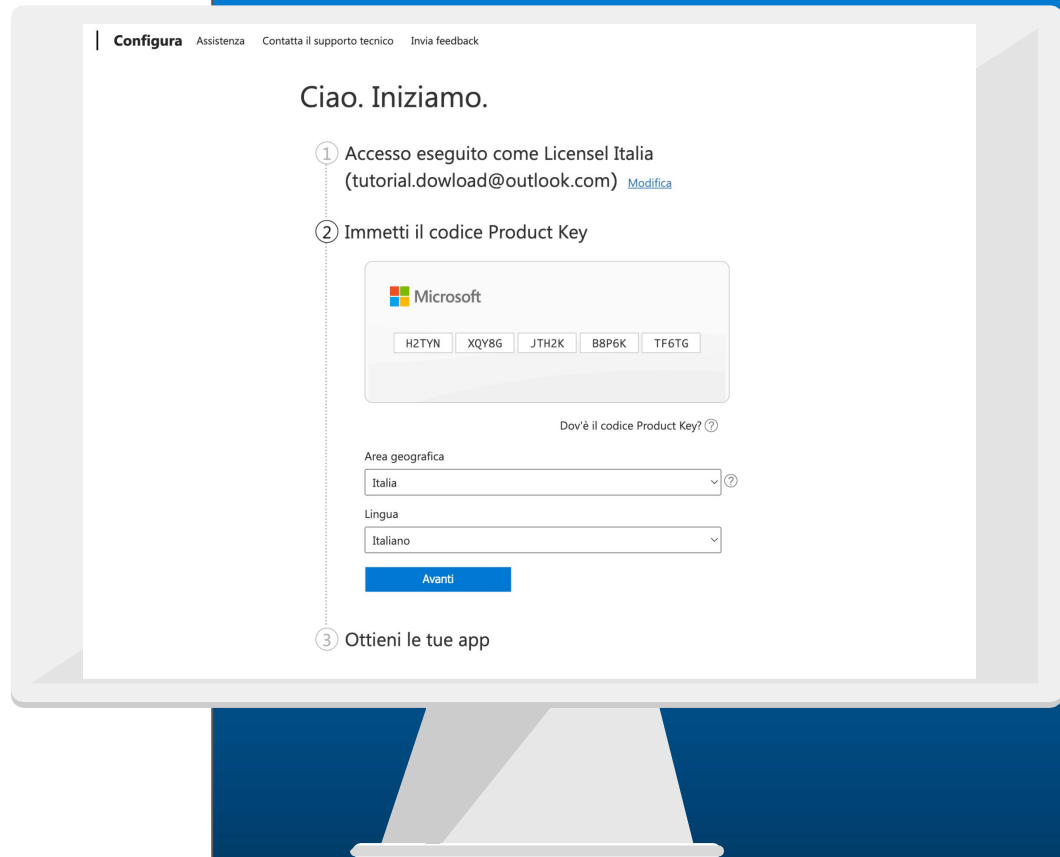 Configura Assistenza Contatta il supporto tecnico Invia feedback
Ciao. Iniziamo.
1 Accesso eseguito come Licensel Italia
(tutorial.dowload@outlook.com) Modifica
2 Immetti il codice Product Key
Microsoft
H2TYN XQY8G JTH2K B8P6K TF6TG
Dov'è il codice Product Key? ?
Area geografica
Italia ?
Lingua
Italiano
Avanti
3 Ottieni le tue app